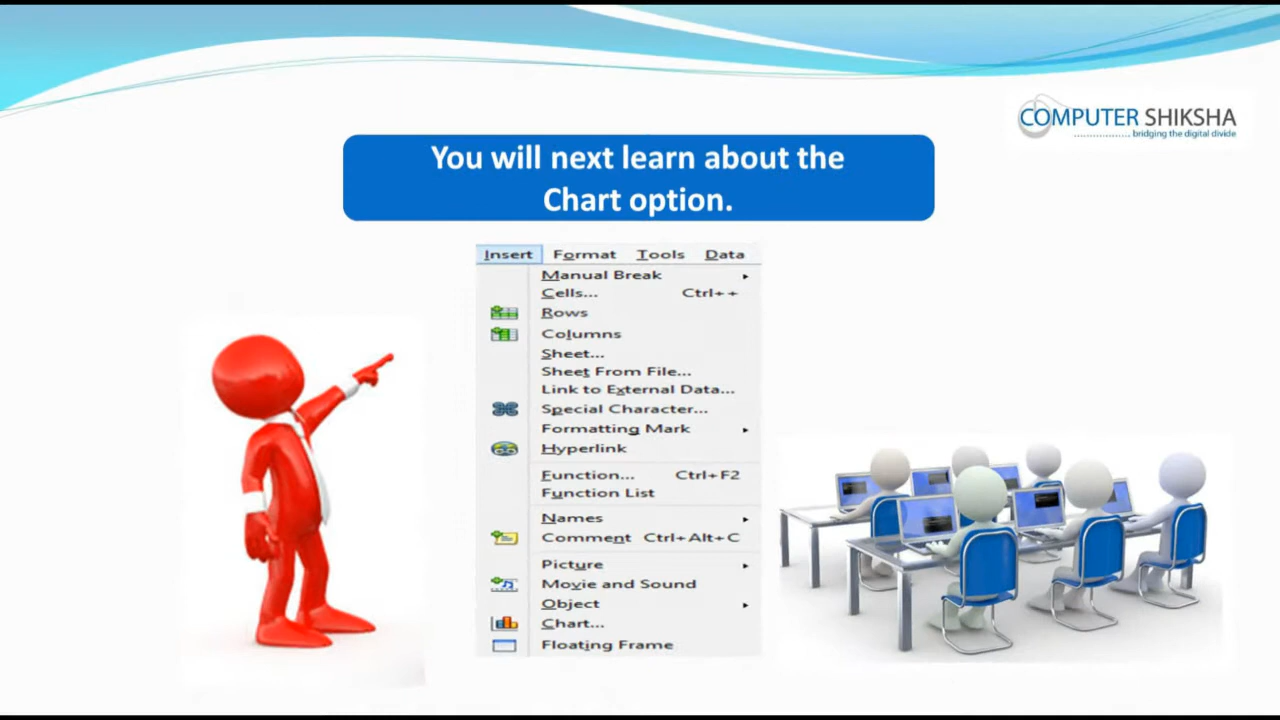 COMPUTER SHIKSHA
bridging the digital divide
You will next learn about the
Chart option.
Insert Format Tools Data
Manual Break
Cells... Ctrl++
Rows
Columns
Sheet...
Sheet From File...
Link to External Data...
Special Character...
Formatting Mark
Hyperlink
Function... Ctrl+F2
Function List
Names
Comment Ctrl+Alt+C
Picture
Movie and Sound
Object
Chart...
Floating Frame